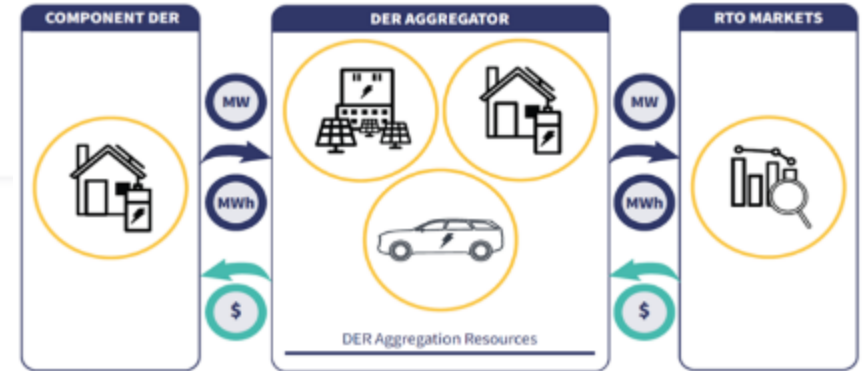 COMPONENT DER
DER AGGREGATOR
RTO MARKETS
MW
MW
MWh
MWh
$
$
DER Aggregation Resources